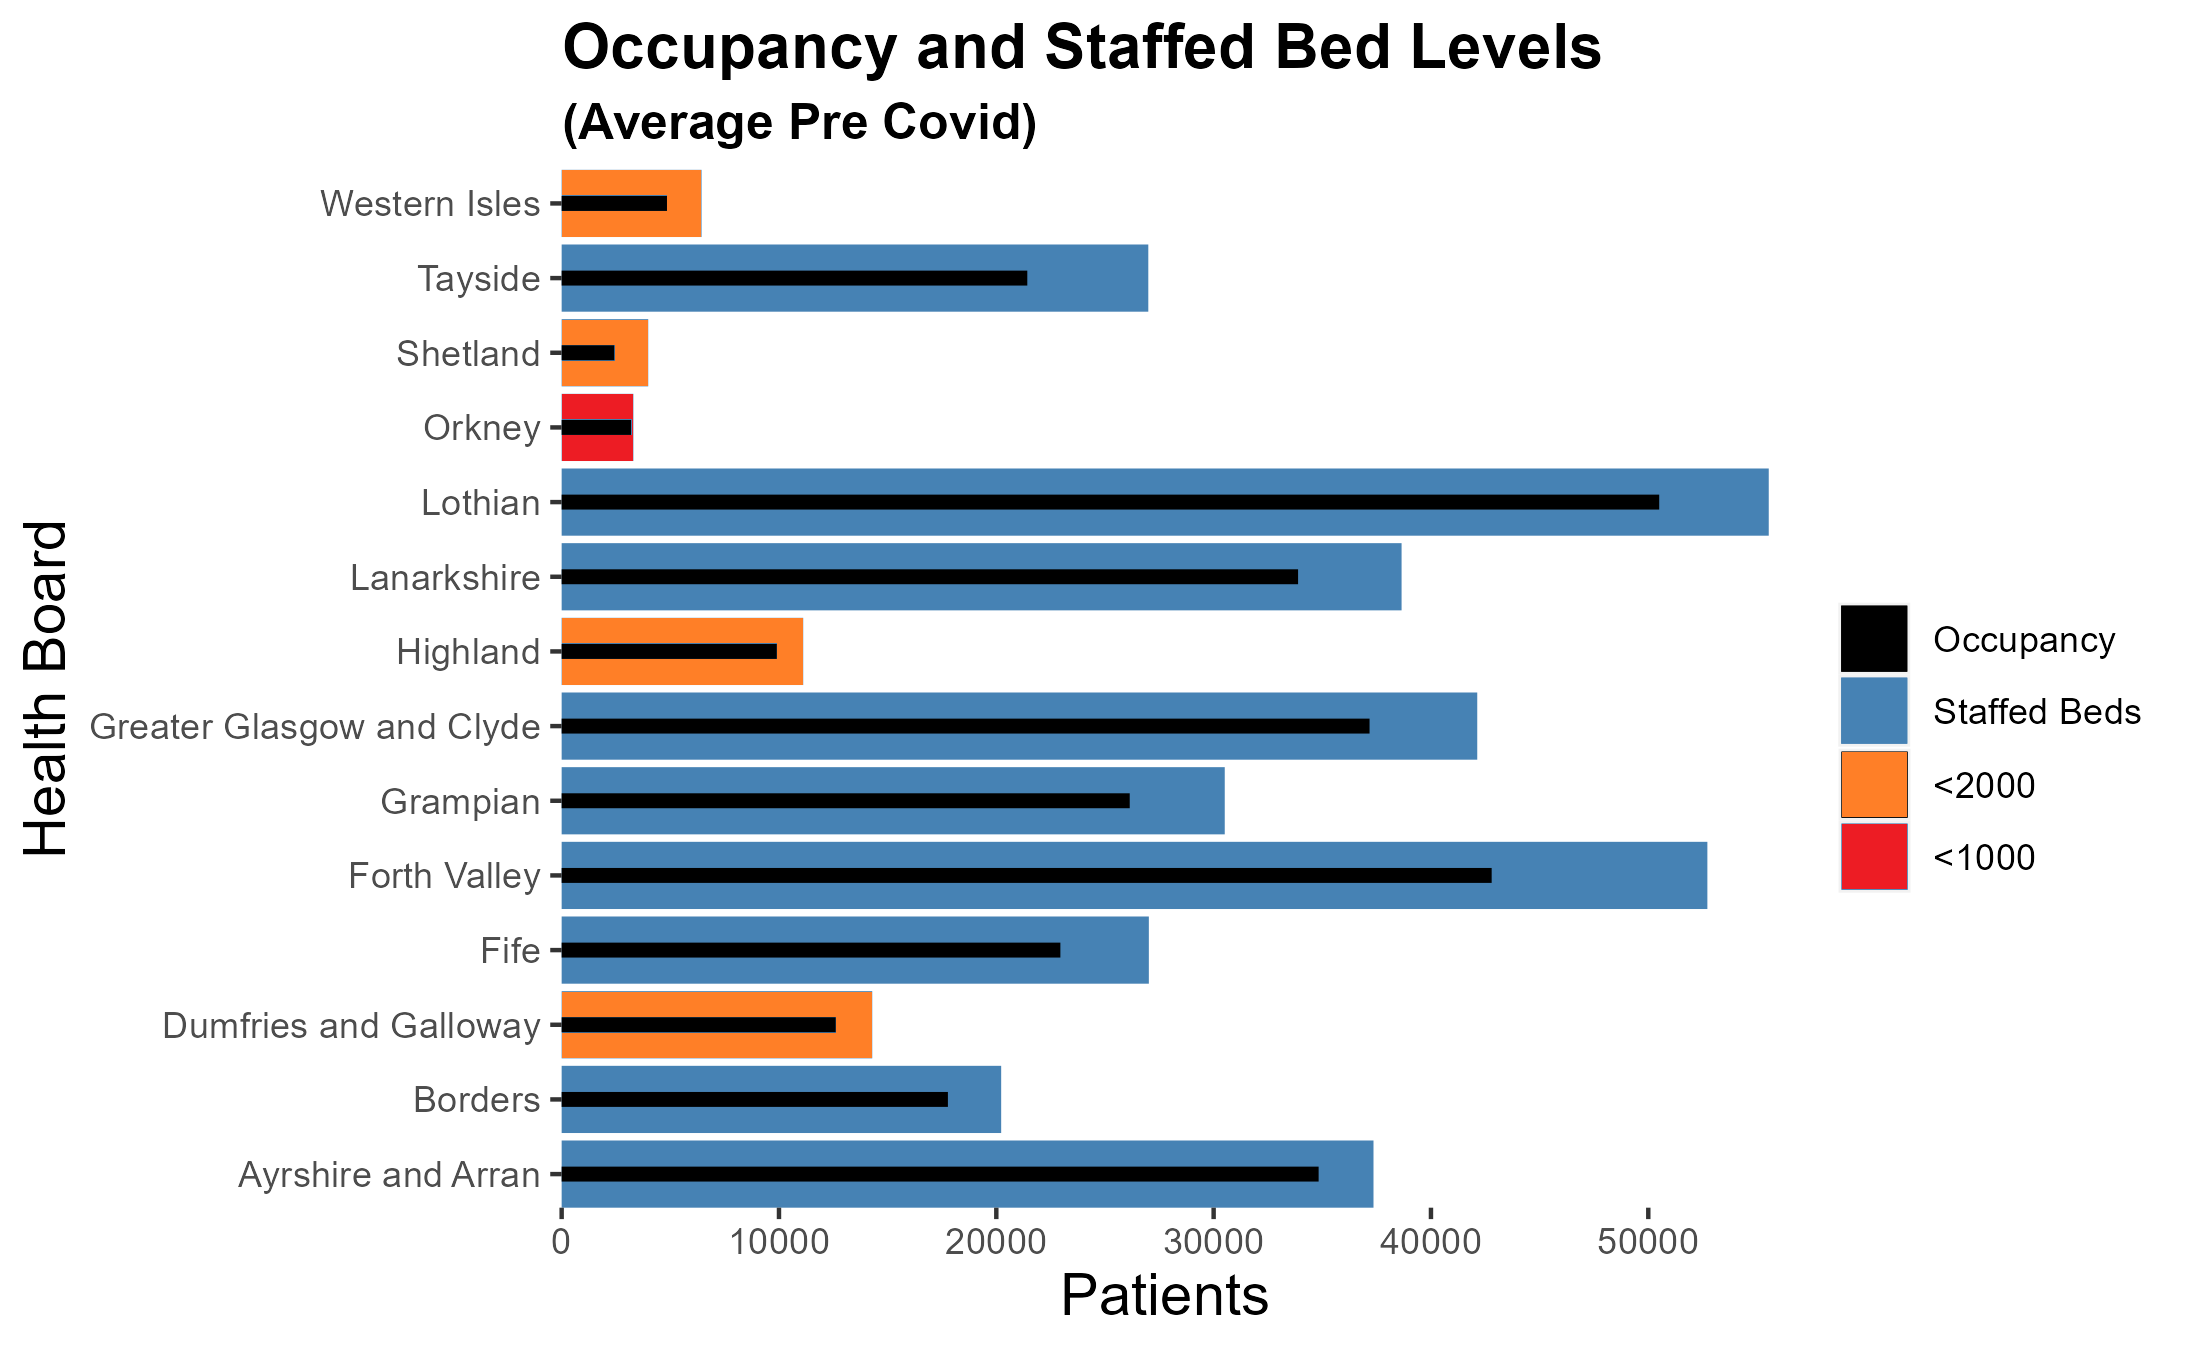 Occupancy and Staffed Bed Levels
(Average Pre Covid)
Health Board
Western Isles
Tayside
Shetland
Orkney
Lothian
Lanarkshire
Highland
Greater Glasgow and Clyde
Grampian
Forth Valley
Fife
Dumfries and Galloway
Borders
Ayrshire and Arran
0 10000 20000 30000 40000 50000
Patients
Occupancy
Staffed Beds
<2000
<1000